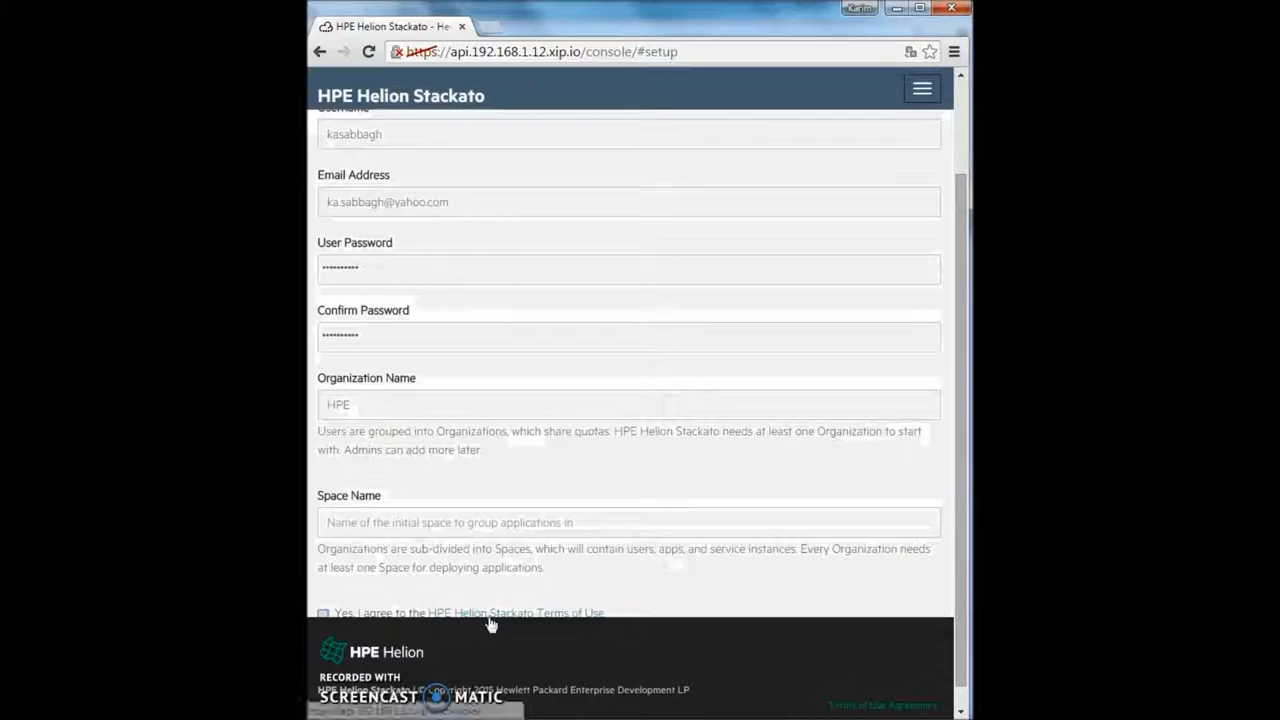 Karim
HPE Helion Stackato - He
https://api.192.168.1.12.xip.io/console/#setup
HPE Helion Stackato
Username
kasabbagh
Email Address
ka.sabbagh@yahoo.com
User Password
••••••••••
Confirm Password
••••••••••
Organization Name
HPE
Users are grouped into Organizations, which share quotas. HPE Helion Stackato needs at least one Organization to start
with. Admins can add more later.
Space Name
Name of the initial space to group applications in
Organizations are sub-divided into Spaces, which will contain users, apps, and service instances. Every Organization needs
at least one Space for deploying applications.
Yes, I agree to the HPE Helion Stackato Terms of Use.
HPE Helion
RECORDED WITH
HPE Helion Stackato | © Copyright 2015 Hewlett Packard Enterprise Development LP
SCREENCAST MATIC
Terms of Use Agreement